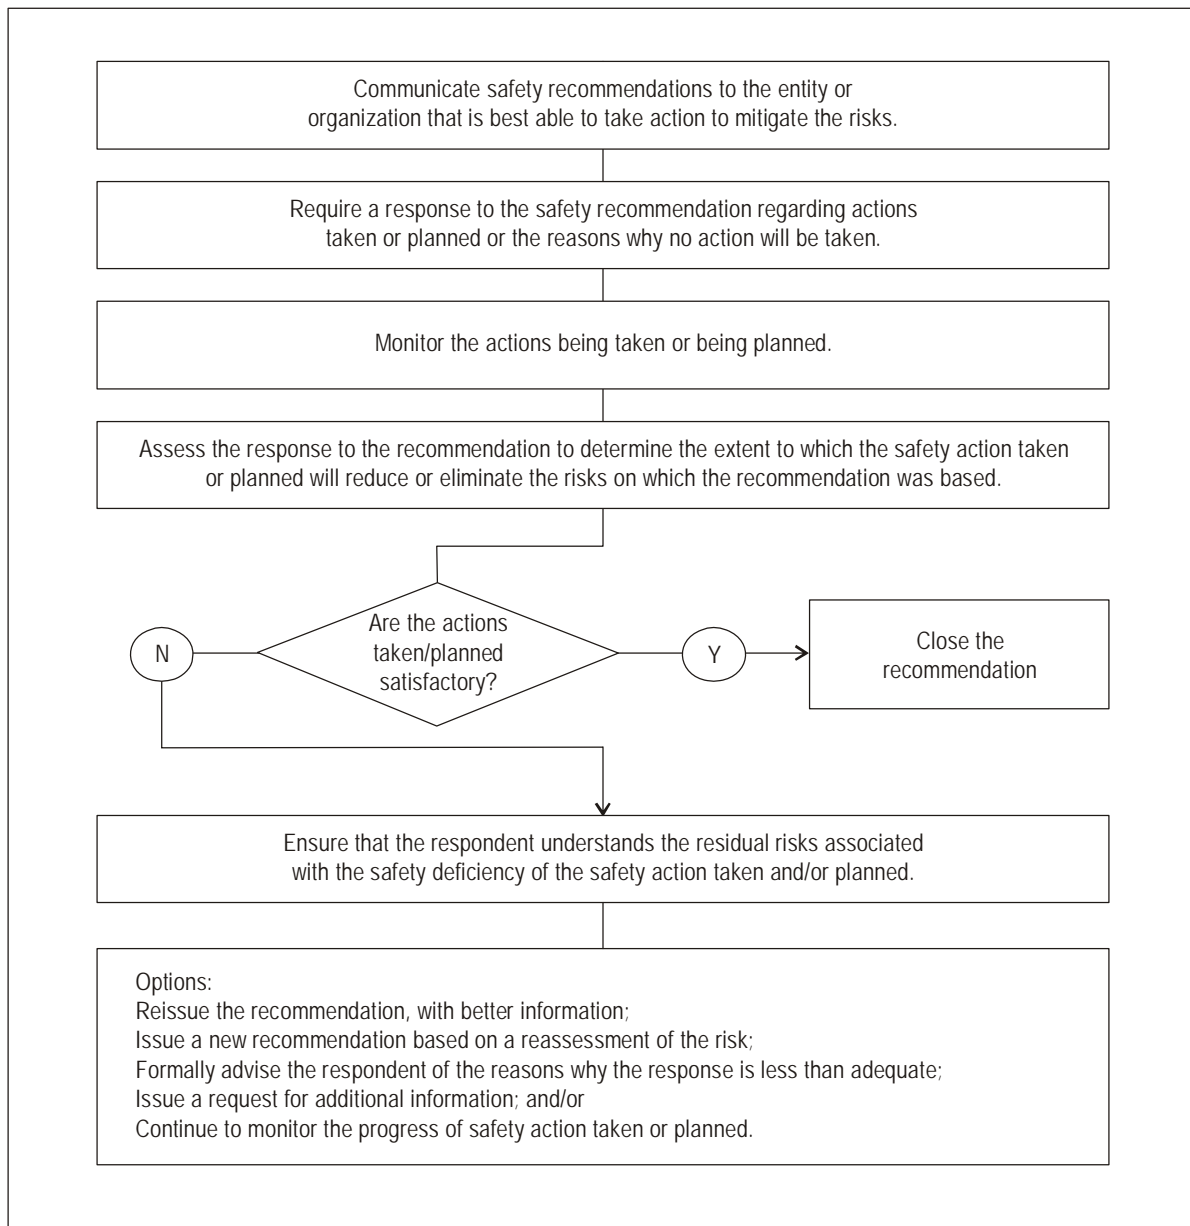 Communicate safety recommendations to the entity or
organization that is best able to take action to mitigate the risks.
Require a response to the safety recommendation regarding actions
taken or planned or the reasons why no action will be taken.
Monitor the actions being taken or being planned.
Assess the response to the recommendation to determine the extent to which the safety action taken
or planned will reduce or eliminate the risks on which the recommendation was based.
Are the actions
taken/planned
satisfactory?
N
Y
Close the
recommendation
Ensure that the respondent understands the residual risks associated
with the safety deficiency of the safety action taken and/or planned.
Options:
Reissue the recommendation, with better information;
Issue a new recommendation based on a reassessment of the risk;
Formally advise the respondent of the reasons why the response is less than adequate;
Issue a request for additional information; and/or
Continue to monitor the progress of safety action taken or planned.